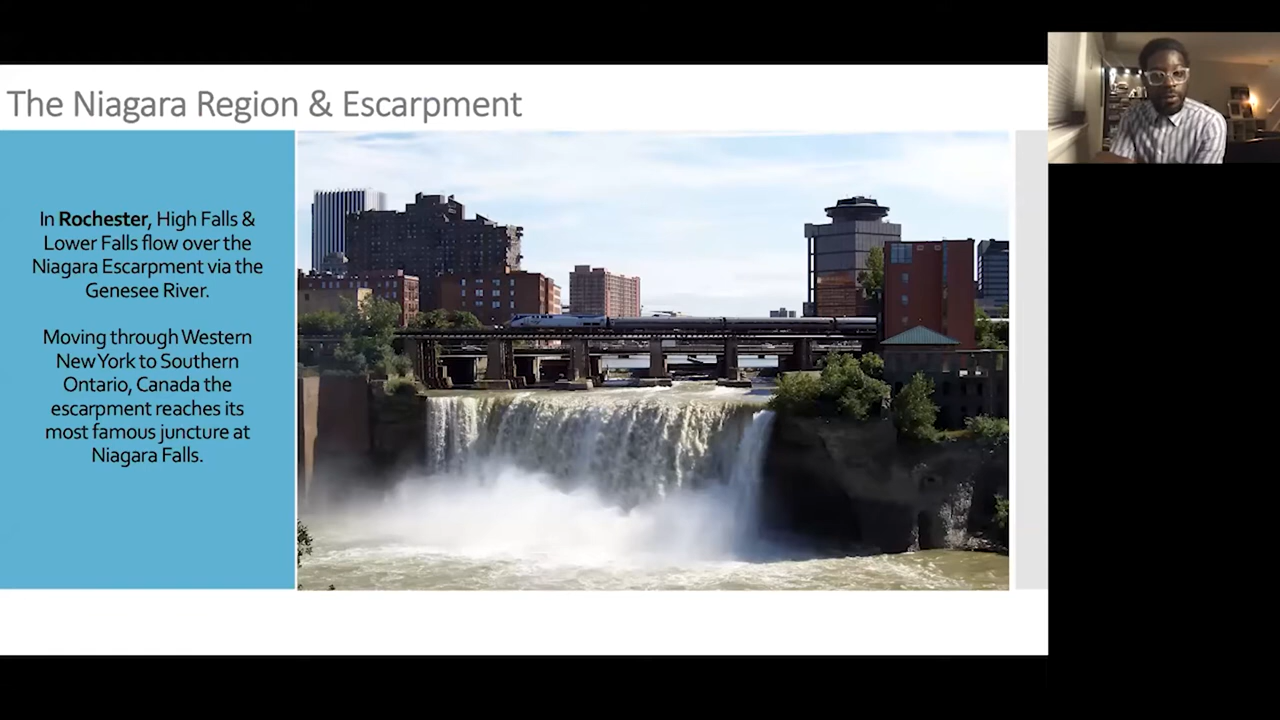 The Niagara Region & Escarpment
In Rochester, High Falls &
Lower Falls flow over the
Niagara Escarpment via the
Genesee River.
Moving through Western
New York to Southern
Ontario, Canada the
escarpment reaches its
most famous juncture at
Niagara Falls.